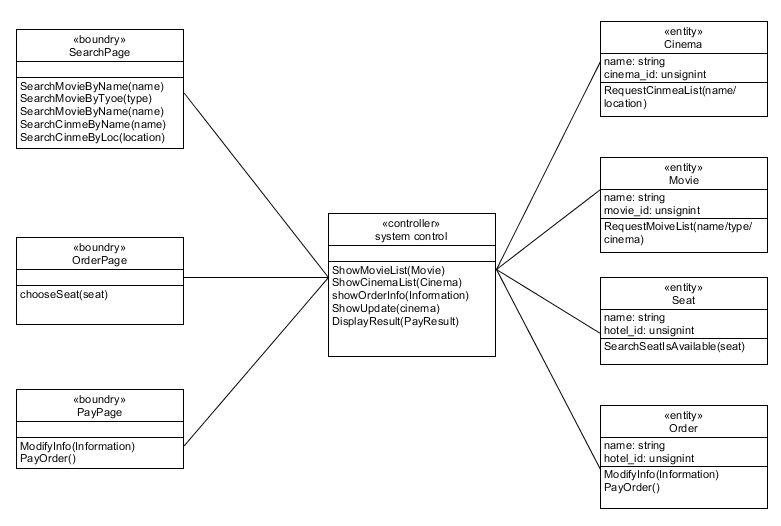 «boundry»
SearchPage
SearchMovieByName(name)
SearchMovieByTyoe(type)
SearchMovieByName(name)
SearchCinmeByName(name)
SearchCinmeByLoc(location)
«boundry»
OrderPage
chooseSeat(seat)
«boundry»
PayPage
ModifyInfo(Information)
PayOrder()
«controller»
system control
ShowMovieList(Movie)
ShowCinemaList(Cinema)
showOrderInfo(Information)
ShowUpdate(cinema)
DisplayResult(PayResult)
«entity»
Cinema
name: string
cinema_id: unsignint
RequestCinmeaList(name/
location)
«entity»
Movie
name: string
movie_id: unsignint
RequestMoiveList(name/type/
cinema)
«entity»
Seat
name: string
hotel_id: unsignint
SearchSeatIsAvailable(seat)
«entity»
Order
name: string
hotel_id: unsignint
ModifyInfo(Information)
PayOrder()